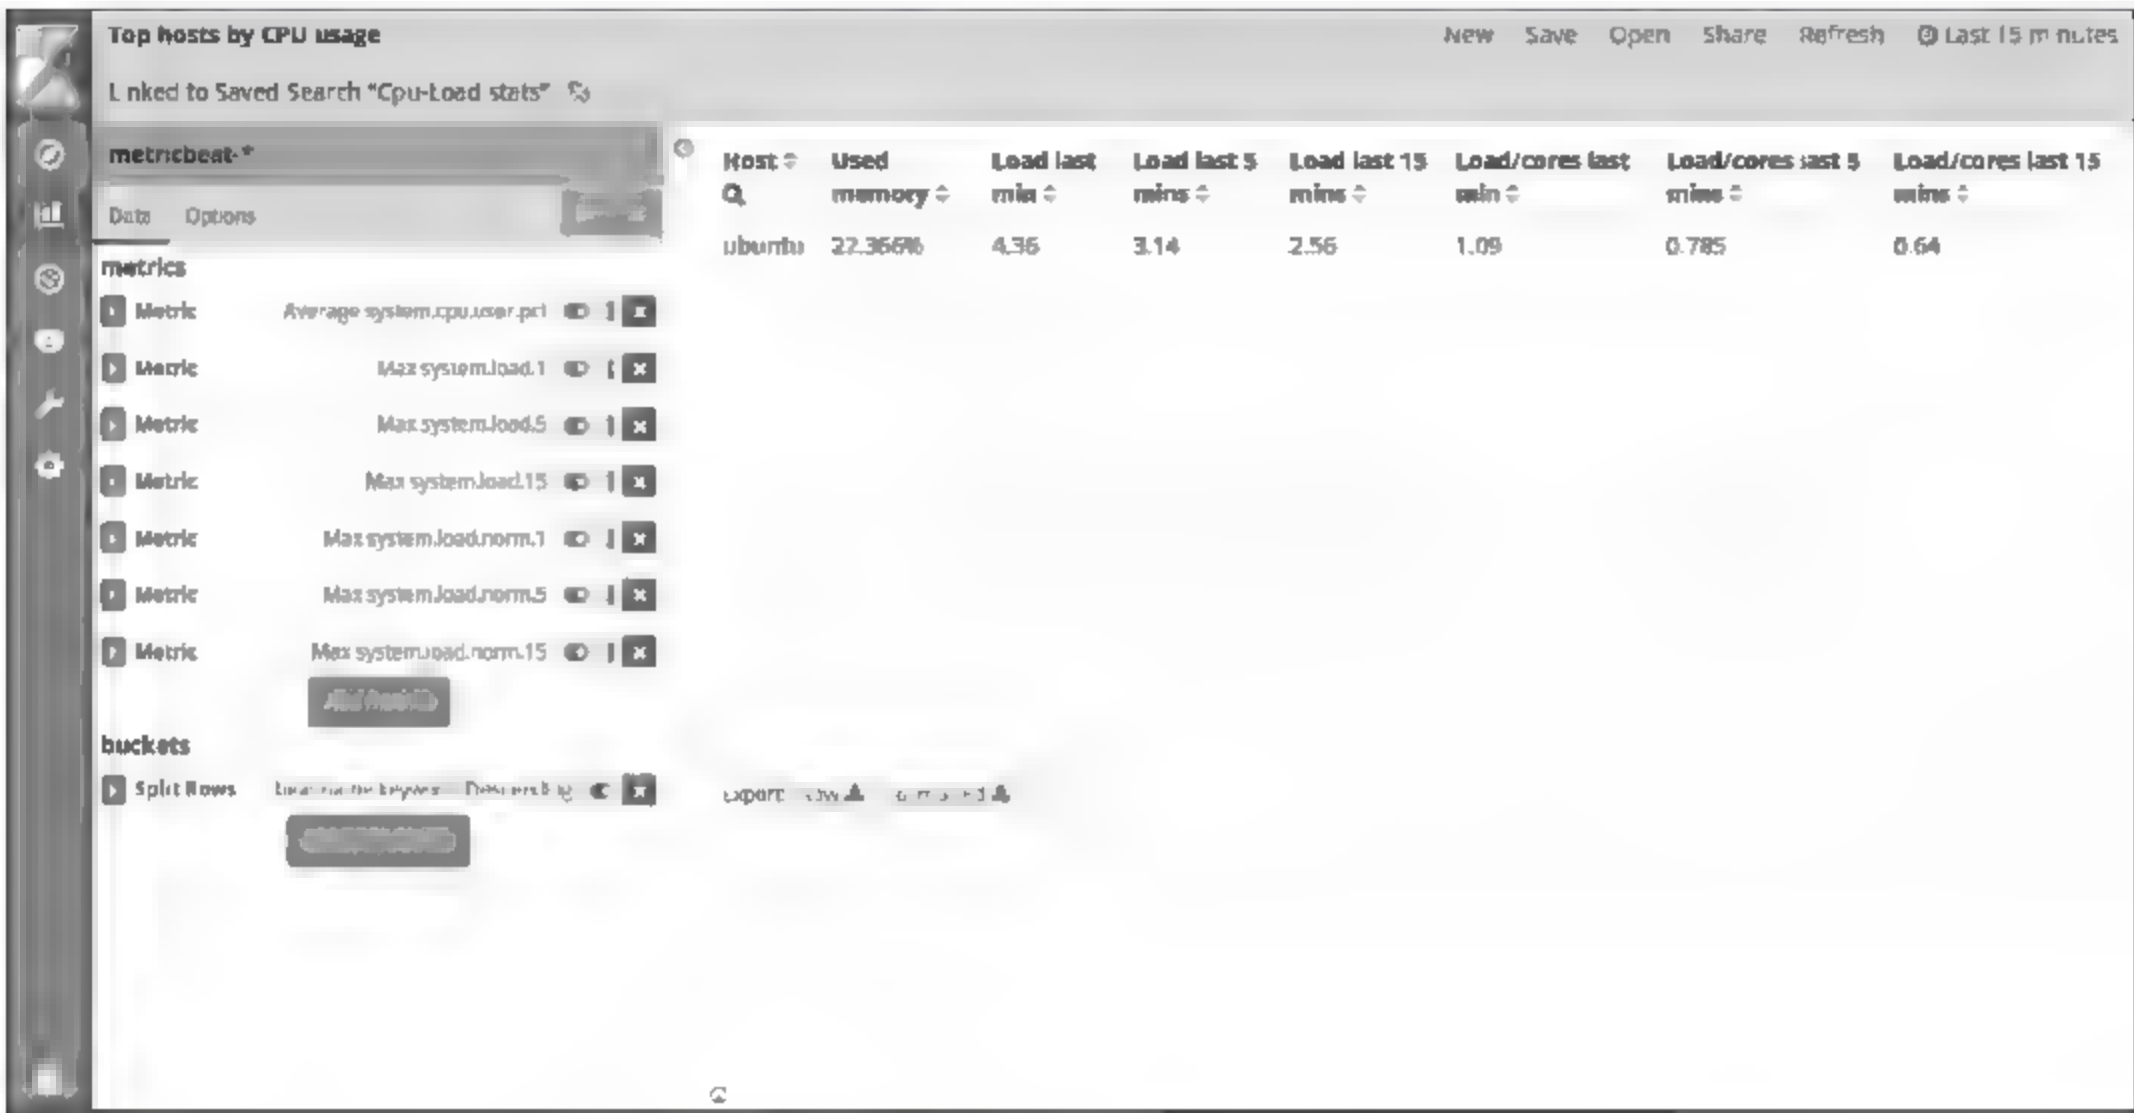 Top hosts by CPU usage
New Save Open Share Refresh Last 15 minutes
Linked to Saved Search "Cpu-Load stats"
metricbeat-*
Data Options
Host Used memory Load last min Load last 5 mins Load last 15 mins Load/cores last min Load/cores last 5 mins Load/cores last 15 mins
ubuntu 4.36 3.14 2.56 1.09 0.785 0.64
metrics
Metric Average system.cpu.user.pct
Metric Max system.load.1
Metric Max system.load.5
Metric Max system.load.15
Metric Max system.load.norm.1
Metric Max system.load.norm.5
Metric Max system.load.norm.15
buckets
Split Rows Descending
Export: